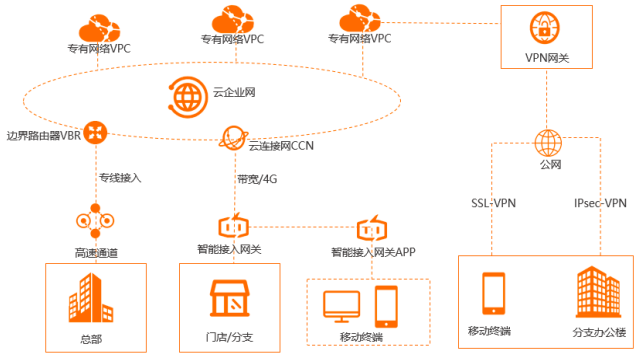 专有网络VPC
专有网络VPC
专有网络VPC
VPN网关
云企业网
边界路由器VBR
云连接网CCN
公网
专线接入
带宽/4G
SSL-VPN
IPsec-VPN
高速通道
智能接入网关
智能接入网关APP
总部
门店/分支
移动终端
移动终端
分支办公楼